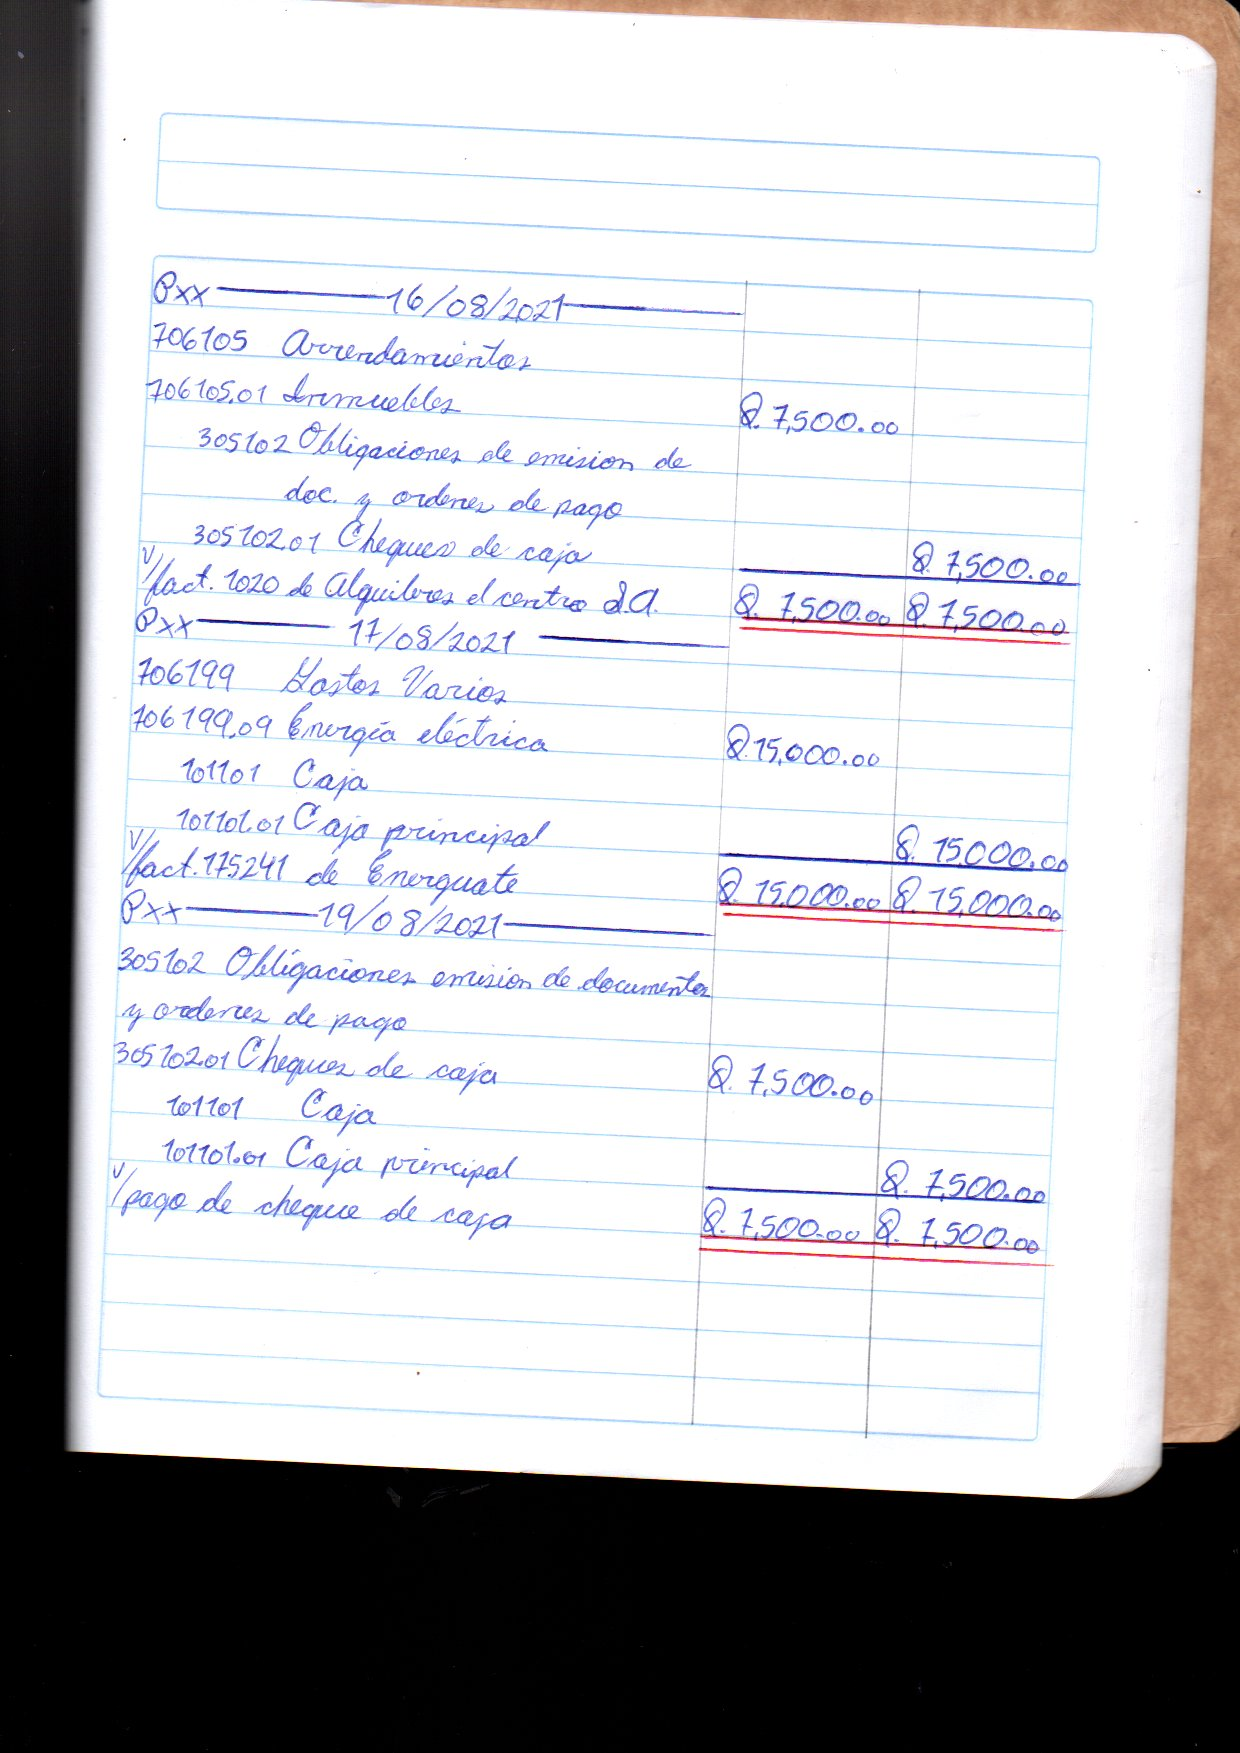 Pxx 16/08/2021
706105 Arrendamientos
706105.01 Inmuebles Q. 7,500.00
305102 Obligaciones de emision de
doc. y ordenes de pago
305102.01 Cheques de caja Q. 7,500.00
V/fact. 1020 de Alquileres el centro S.A. Q. 7,500.00 Q. 7,500.00
Pxx 17/08/2021
706199 Gastos Varios
706199.09 Energía eléctrica Q.15,000.00
101101 Caja
101101.01 Caja principal Q. 15000.00
V/fact.175241 de Energuate Q. 15,000.00 Q. 15,000.00
Pxx 19/08/2021
305102 Obligaciones emisión de documentos
y ordenes de pago
305102.01 Cheques de caja Q. 7,500.00
101101 Caja
101101.01 Caja principal Q. 7,500.00
V/pago de cheque de caja Q. 7,500.00 Q. 7,500.00